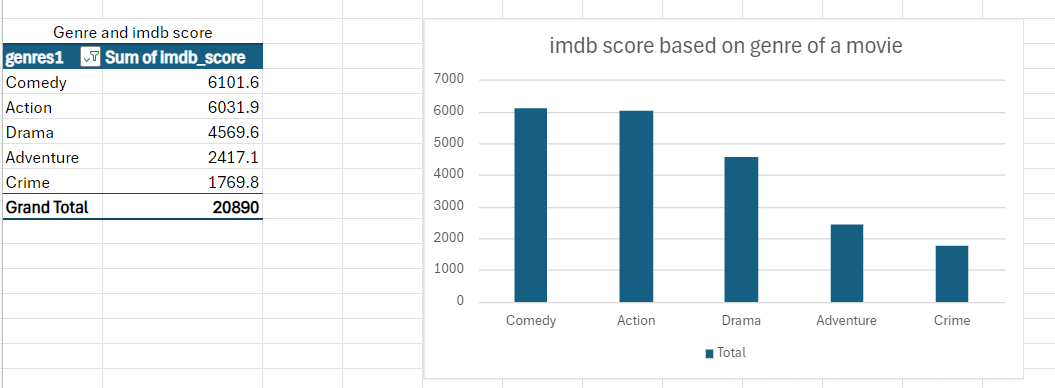 Genre and imdb score
genres1 Sum of imdb_score
Comedy 6101.6
Action 6031.9
Drama 4569.6
Adventure 2417.1
Crime 1769.8
Grand Total 20890
imdb score based on genre of a movie
7000
6000
5000
4000
3000
2000
1000
0
Comedy Action Drama Adventure Crime
Total